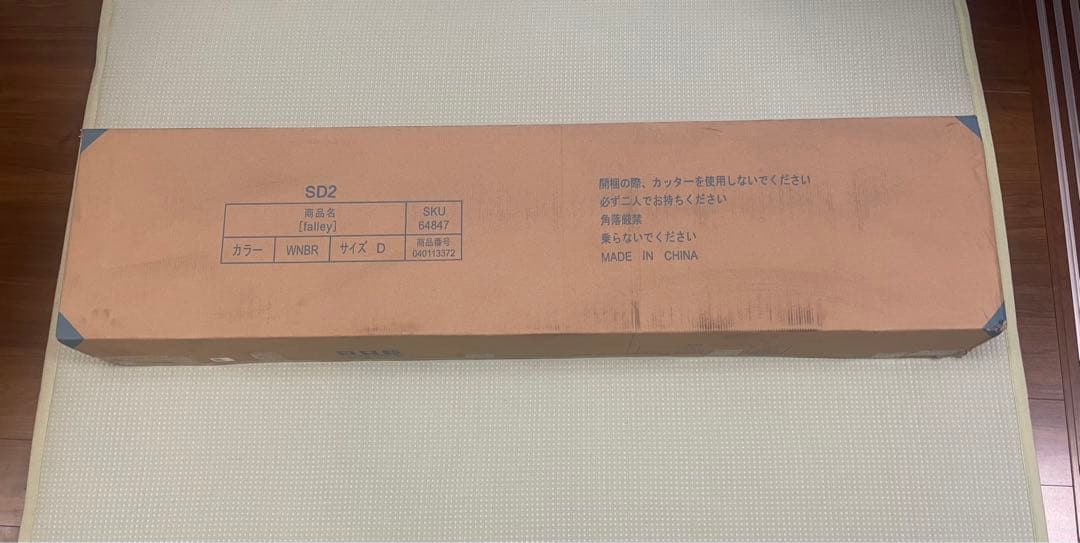 SD2
商品名
[falley]
SKU
64847
カラー
WNBR
サイズ D
商品番号
040113372
開梱の際、カッターを使用しないでください
必ず二人でお持ちください
角落厳禁
乗らないでください
MADE IN CHINA